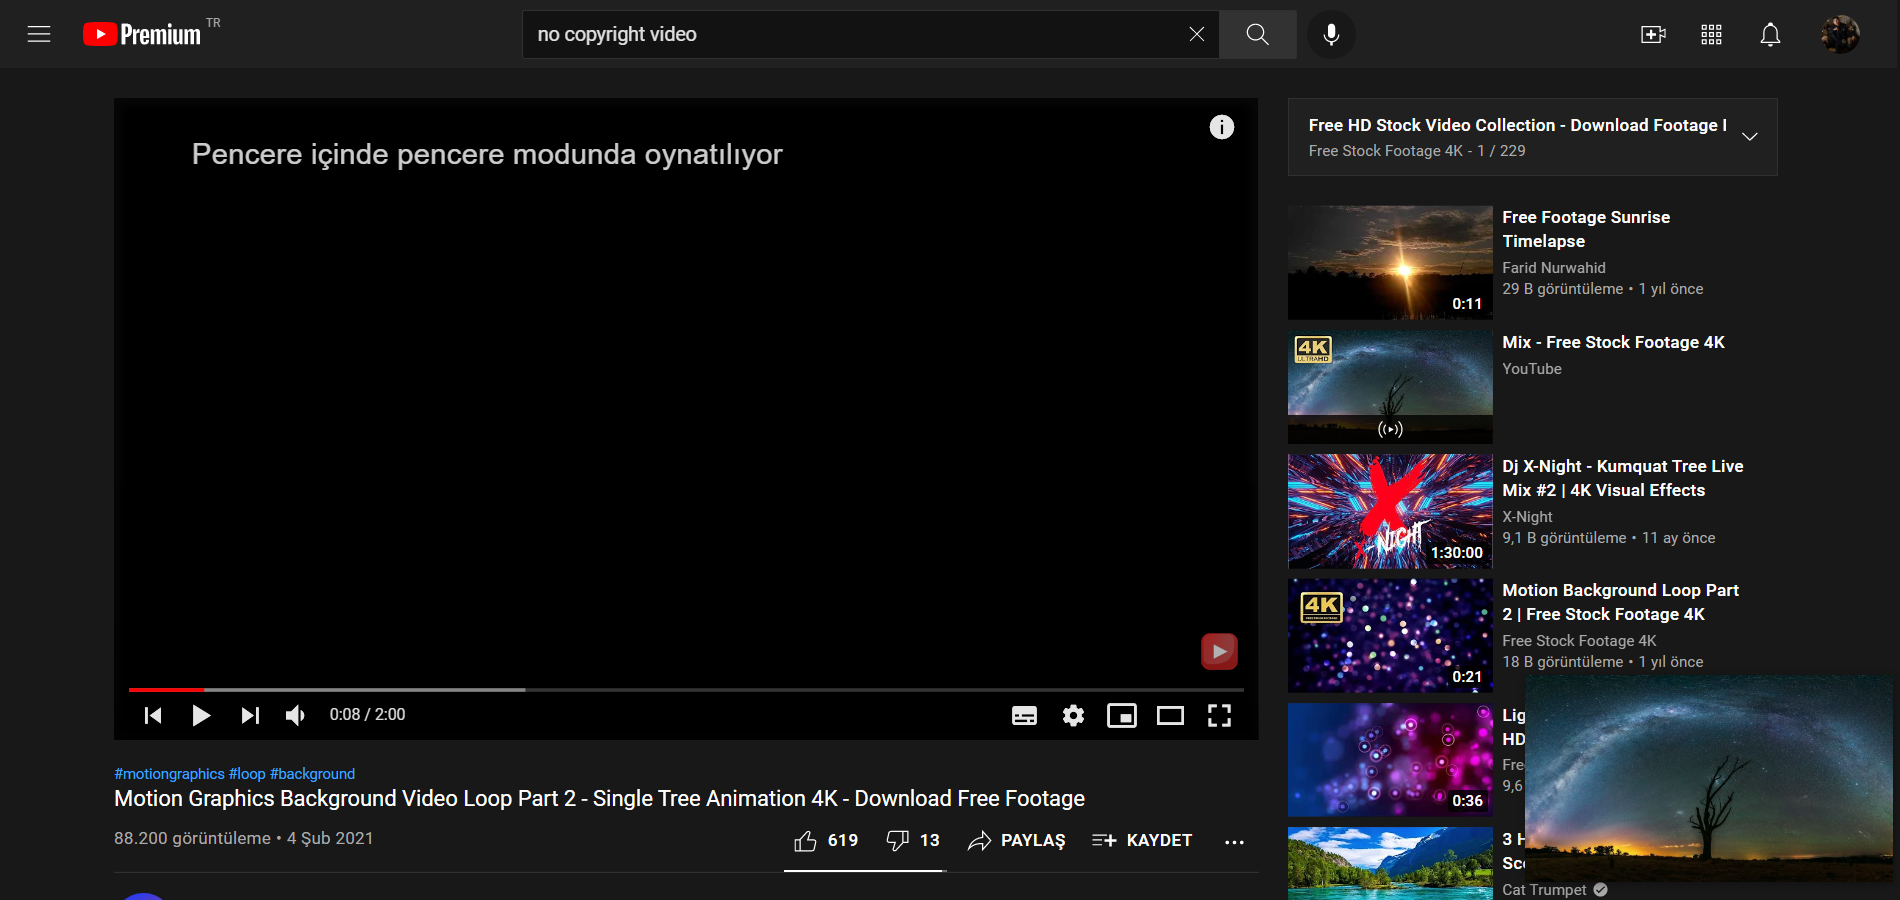 Premium TR
no copyright video
Pencere içinde pencere modunda oynatılıyor
0:08 / 2:00
#motiongraphics #loop #background
Motion Graphics Background Video Loop Part 2 - Single Tree Animation 4K - Download Free Footage
88.200 görüntüleme • 4 Şub 2021
619
13
PAYLAŞ
KAYDET
Free HD Stock Video Collection - Download Footage
Free Stock Footage 4K - 1 / 229
0:11
Free Footage Sunrise
Timelapse
Farid Nurwahid
29 B görüntüleme • 1 yıl önce
4K
ULTRAHD
Mix - Free Stock Footage 4K
YouTube
X-NIGHT
1:30:00
Dj X-Night - Kumquat Tree Live
Mix #2 | 4K Visual Effects
X-Night
9,1 B görüntüleme • 11 ay önce
4K
0:21
Motion Background Loop Part
2 | Free Stock Footage 4K
Free Stock Footage 4K
18 B görüntüleme • 1 yıl önce
0:36
Lig
HD
Fre
9,6
3 H
Sc
Cat Trumpet